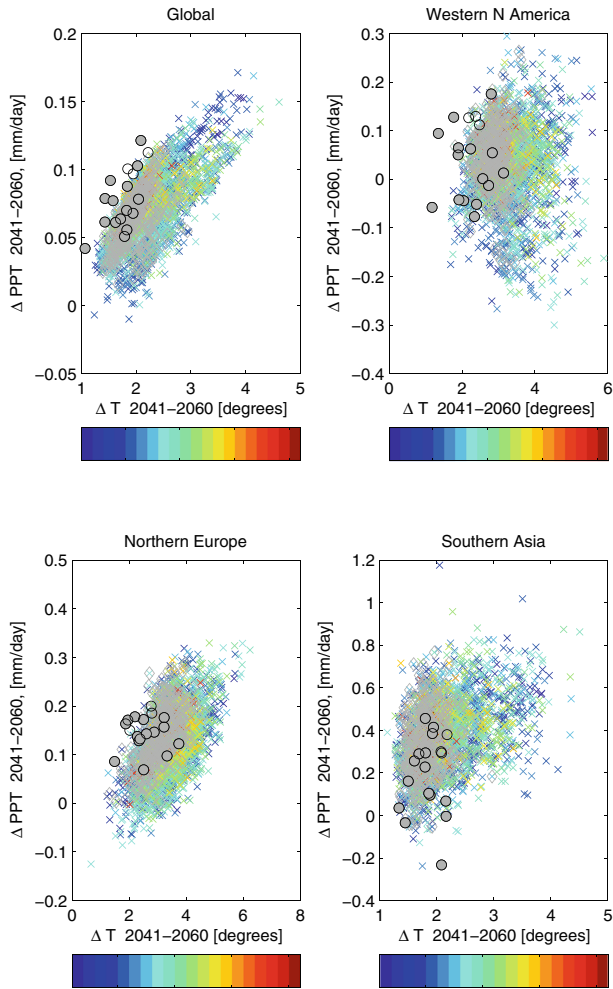 Global
Western N America
0.2
0.15
0.1
0.05
0
−0.05
Δ PPT 2041−2060, [mm/day]
1 2 3 4 5
Δ T 2041−2060 [degrees]
0.3
0.2
0.1
0
−0.1
−0.2
−0.3
−0.4
Δ PPT 2041−2060, [mm/day]
0 2 4 6
Δ T 2041−2060 [degrees]
Northern Europe
Southern Asia
0.5
0.4
0.3
0.2
0.1
0
−0.1
−0.2
Δ PPT 2041−2060, [mm/day]
0 2 4 6 8
Δ T 2041−2060 [degrees]
1.2
1
0.8
0.6
0.4
0.2
0
−0.2
−0.4
Δ PPT 2041−2060, [mm/day]
1 2 3 4 5
Δ T 2041−2060 [degrees]